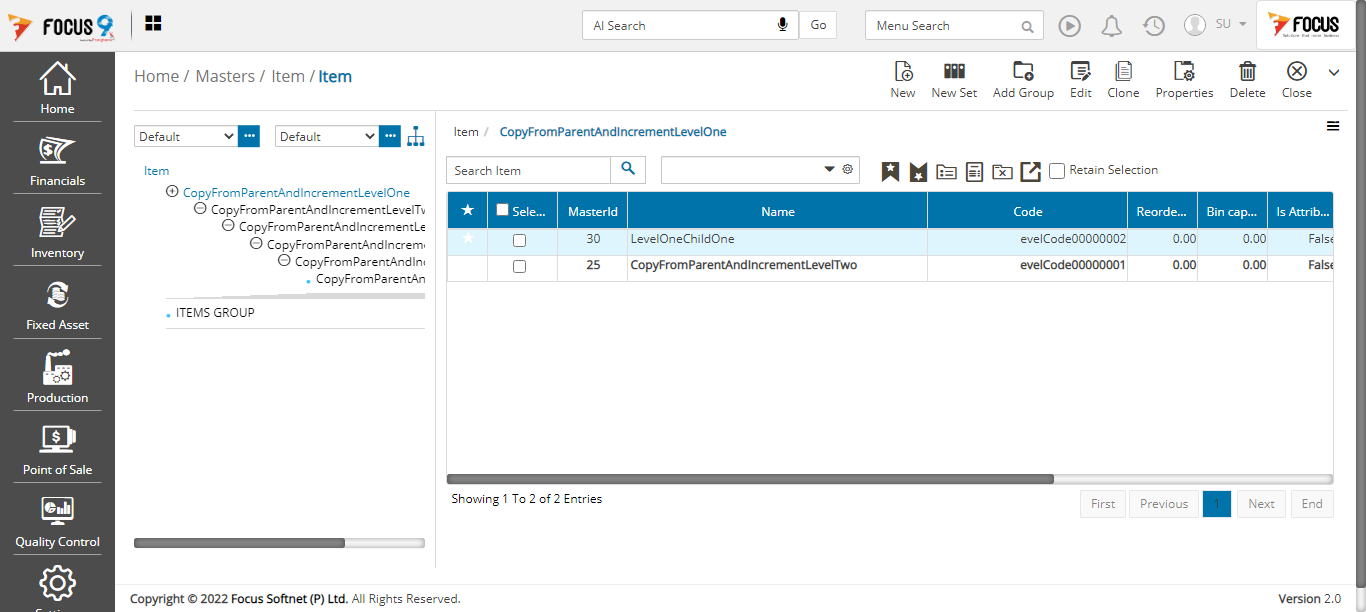 FOCUS 9
AI Search
Go
Menu Search
SU
FOCUS
Home
Financials
Inventory
Fixed Asset
Production
Point of Sale
Quality Control
Home / Masters / Item / Item
New
New Set
Add Group
Edit
Clone
Properties
Delete
Close
Default
Default
Item
CopyFromParentAndIncrementLevelOne
CopyFromParentAndIncrementLevelTw
CopyFromParentAndIncrementLe
CopyFromParentAndIncrem
CopyFromParentAndInc
CopyFromParentAn
ITEMS GROUP
Item / CopyFromParentAndIncrementLevelOne
Search Item
Retain Selection
Sele... MasterId Name Code Reorde... Bin cap... Is Attrib...
30 LevelOneChildOne evelCode00000002 0.00 0.00 False
25 CopyFromParentAndIncrementLevelTwo evelCode00000001 0.00 0.00 False
Showing 1 To 2 of 2 Entries
First Previous 1 Next End
Copyright © 2022 Focus Softnet (P) Ltd. All Rights Reserved.
Version 2.0